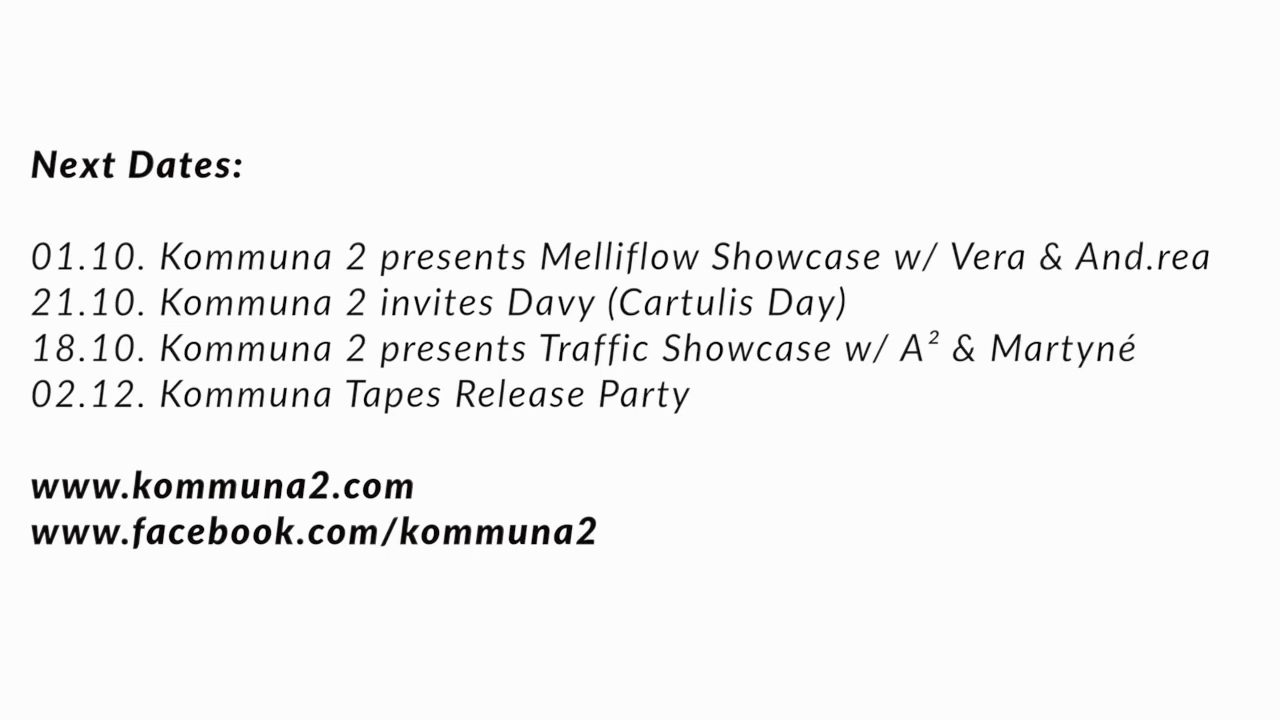 Next Dates:
01.10. Kommuna 2 presents Melliflow Showcase w/ Vera & And.rea
21.10. Kommuna 2 invites Davy (Cartulis Day)
18.10. Kommuna 2 presents Traffic Showcase w/ A² & Martyné
02.12. Kommuna Tapes Release Party
www.kommuna2.com
www.facebook.com/kommuna2